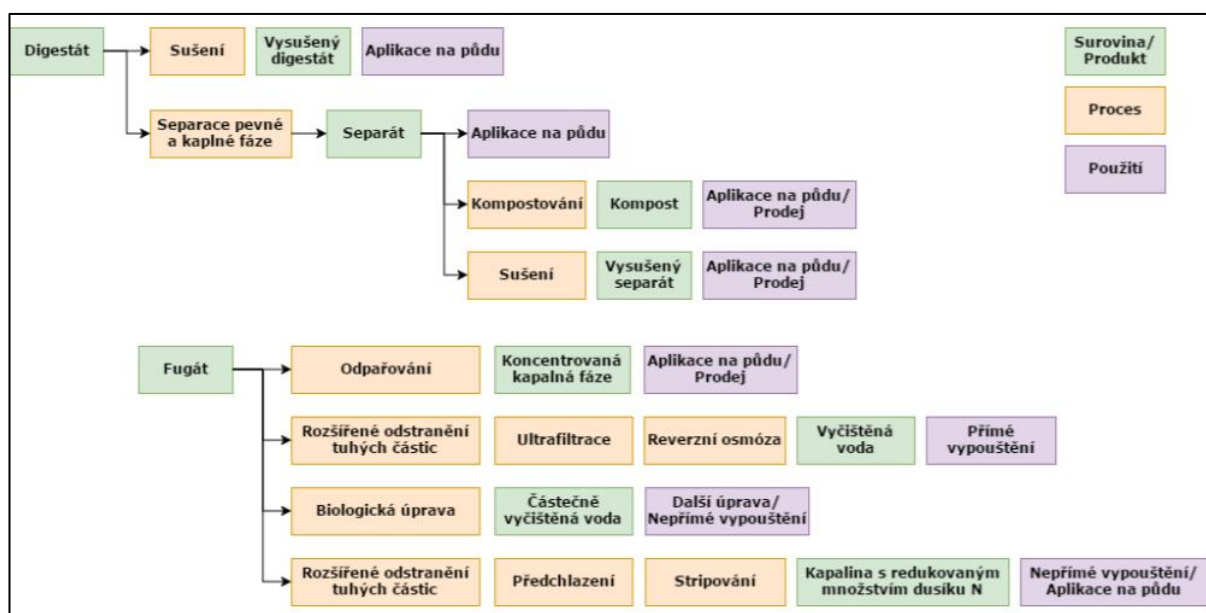 Digestát
Sušení
Vysušený
digestát
Aplikace na půdu
Surovina/
Produkt
Proces
Použití
Separace pevné
a kaplné fáze
Separát
Aplikace na půdu
Kompostování
Kompost
Aplikace na půdu/
Prodej
Sušení
Vysušený
separát
Aplikace na půdu/
Prodej
Fugát
Odpařování
Koncentrovaná
kapalná fáze
Aplikace na půdu/
Prodej
Rozšířené odstranění
tuhých částic
Ultrafiltrace
Reverzní osmóza
Vyčištěná
voda
Přímé
vypouštění
Biologická úprava
Částečně
vyčištěná voda
Další úprava/
Nepřímé vypouštění
Rozšířené odstranění
tuhých částic
Předchlazení
Stripování
Kapalina s redukovaným
množstvím dusíku N
Nepřímé vypouštění/
Aplikace na půdu